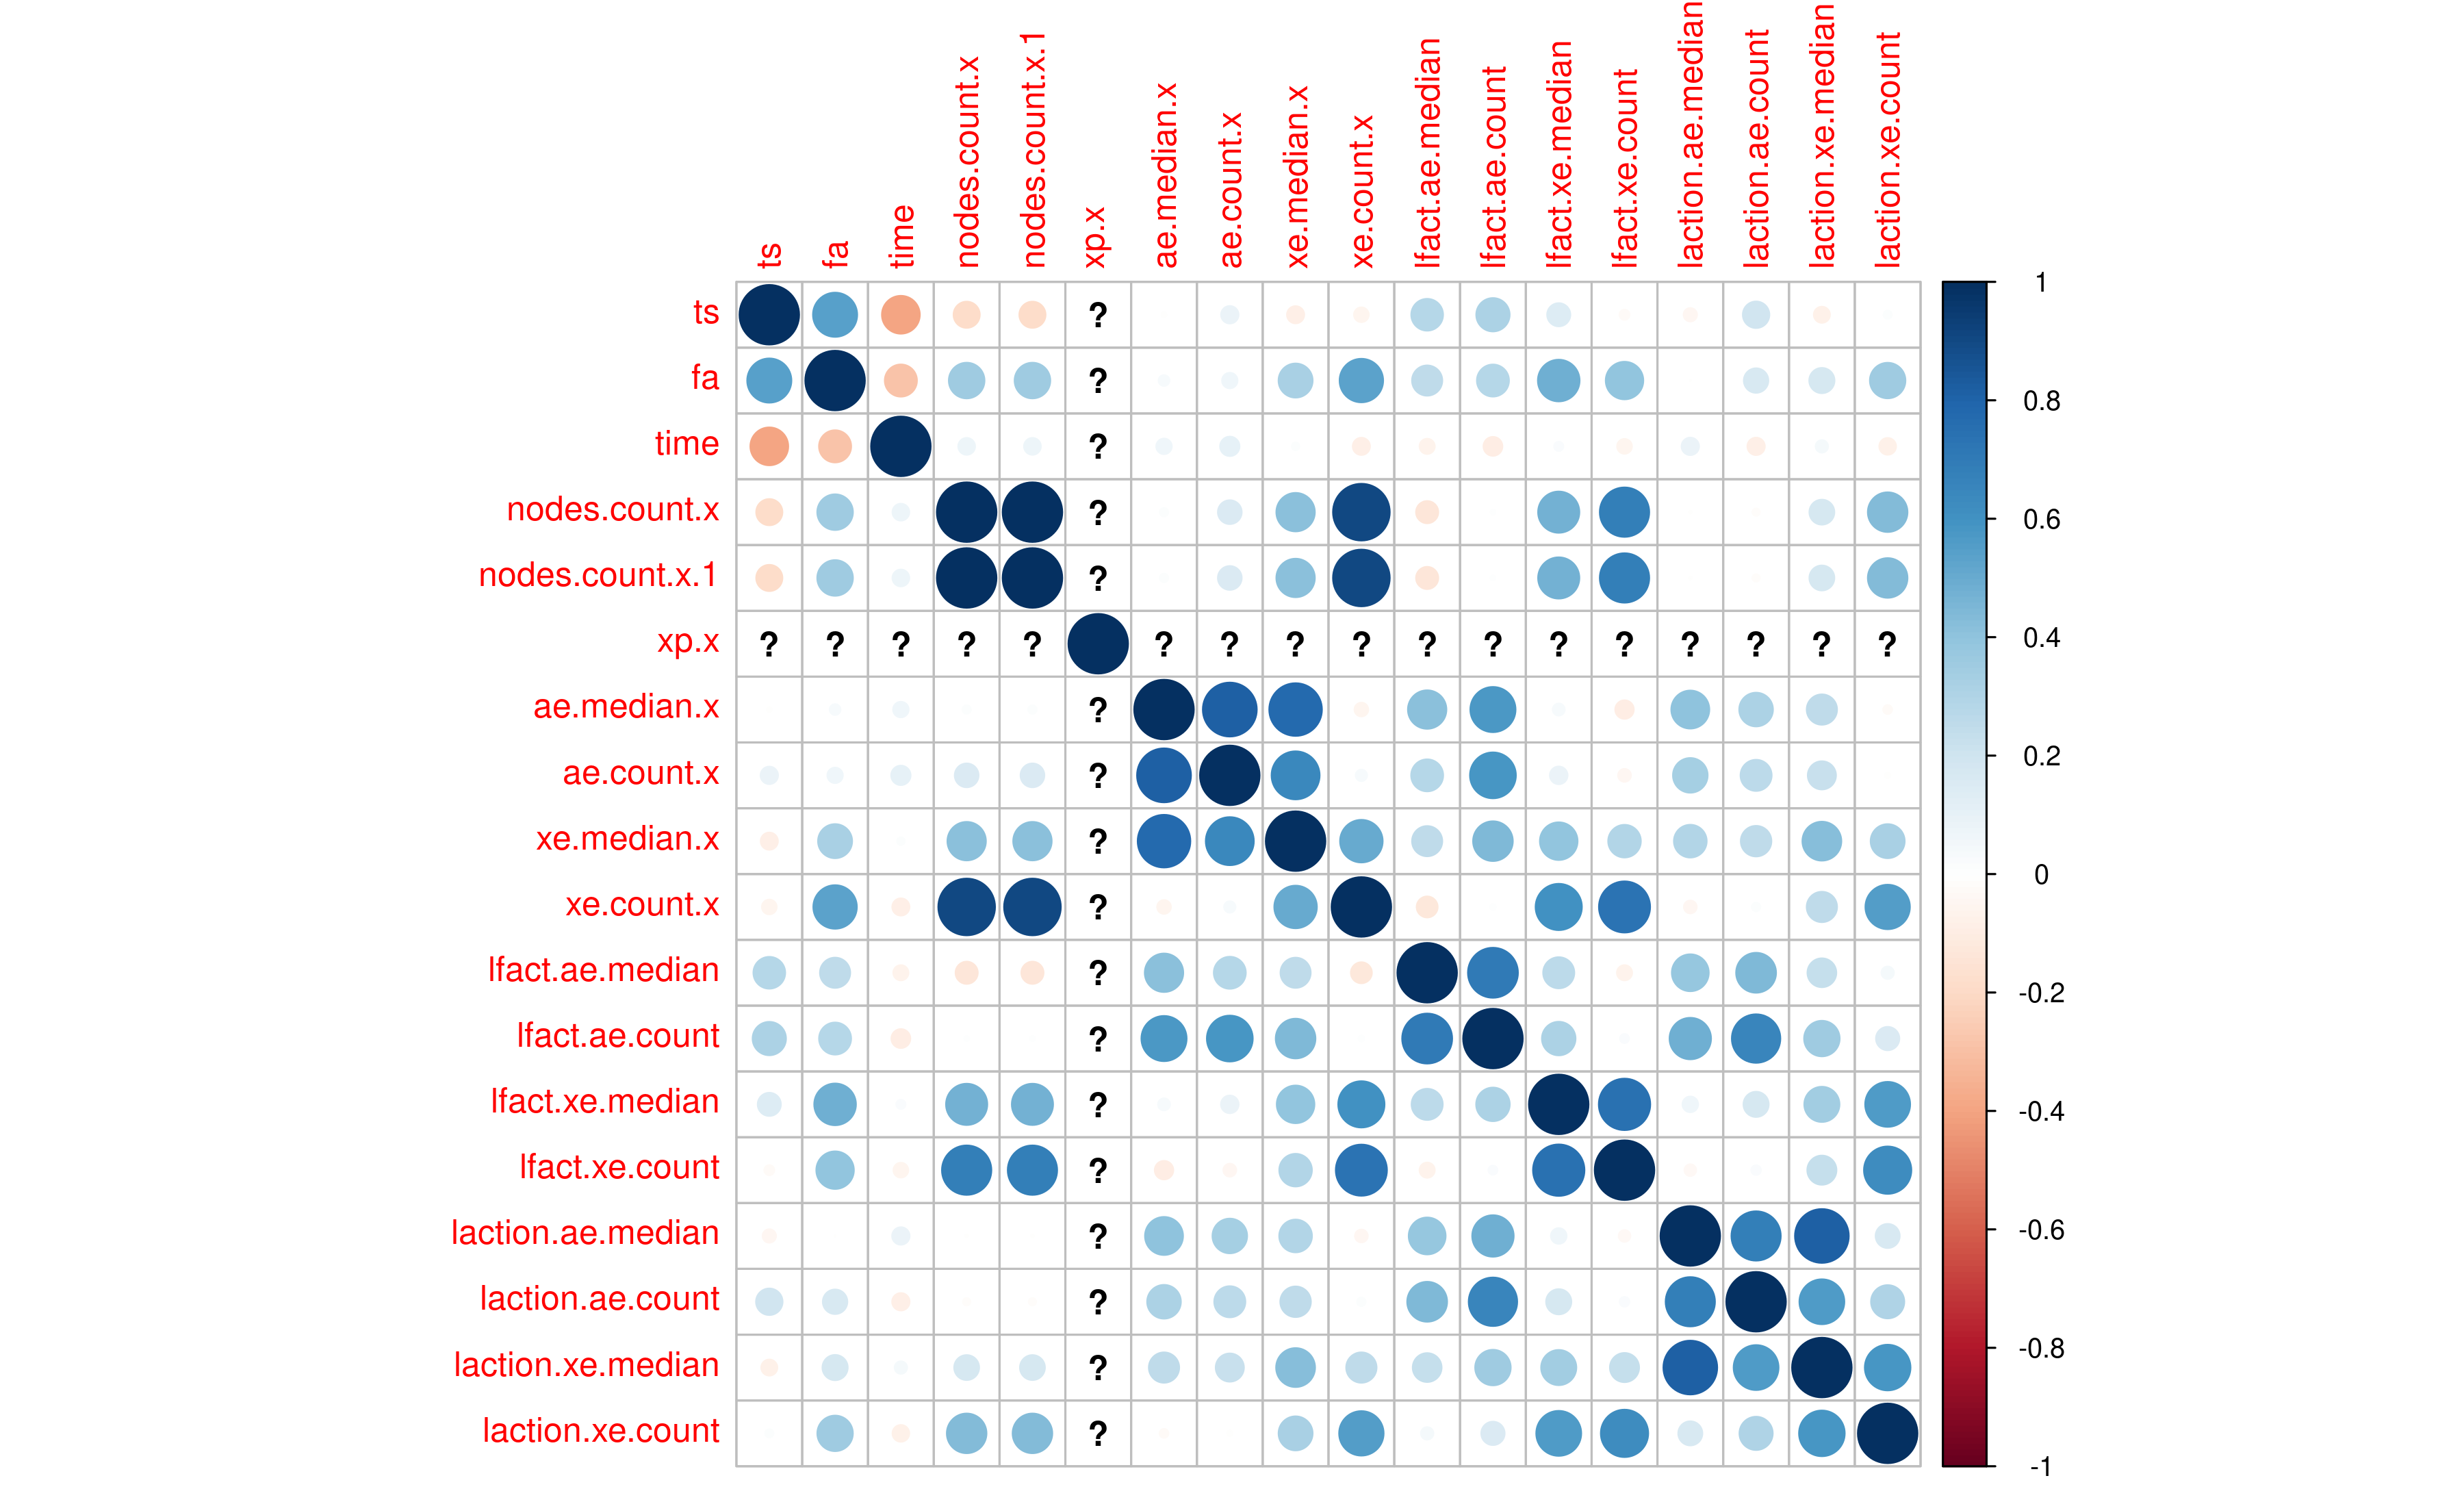 ts
fa
time
nodes.count.x
nodes.count.x.1
xp.x
ae.median.x
ae.count.x
xe.median.x
xe.count.x
lfact.ae.median
lfact.ae.count
lfact.xe.median
lfact.xe.count
laction.ae.median
laction.ae.count
laction.xe.median
laction.xe.count
ts ?
fa ?
time ?
nodes.count.x ?
nodes.count.x.1 ?
xp.x ? ? ? ? ? ? ? ? ? ? ? ? ? ? ? ? ?
ae.median.x ?
ae.count.x ?
xe.median.x ?
xe.count.x ?
lfact.ae.median ?
lfact.ae.count ?
lfact.xe.median ?
lfact.xe.count ?
laction.ae.median ?
laction.ae.count ?
laction.xe.median ?
laction.xe.count ?
1
0.8
0.6
0.4
0.2
0
-0.2
-0.4
-0.6
-0.8
-1